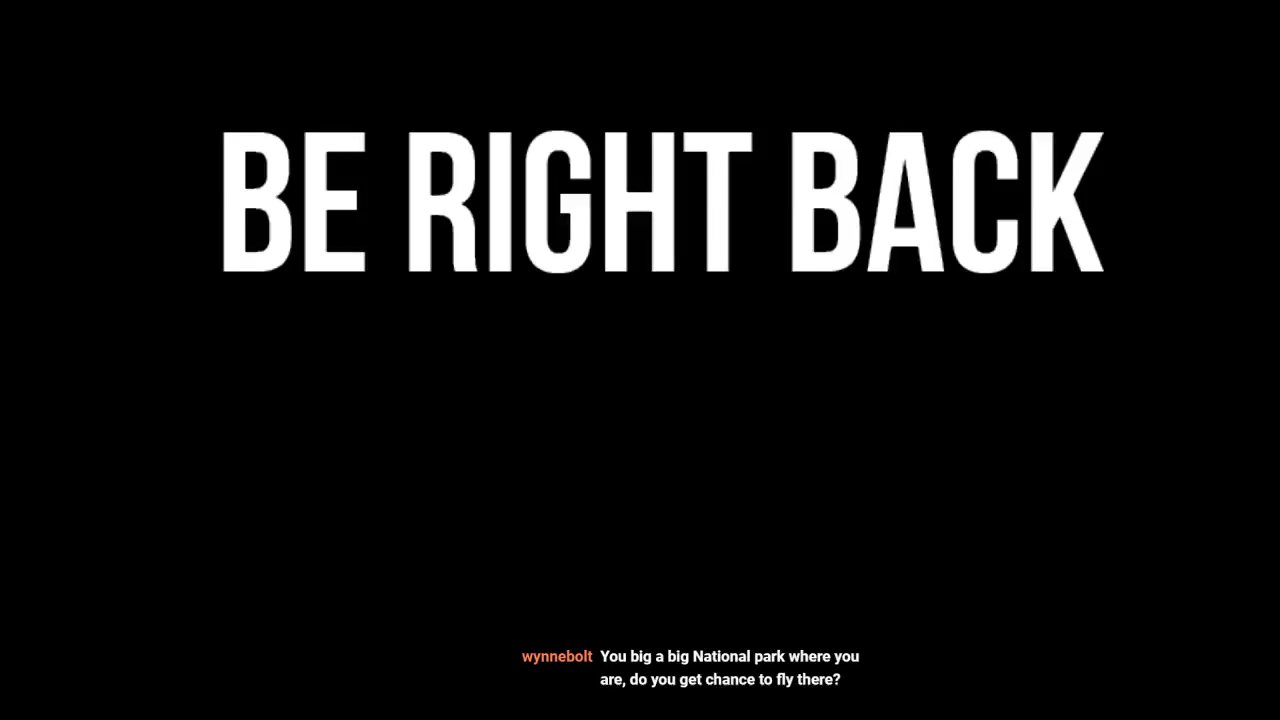 BE RIGHT BACK
wynnebolt You big a big National park where you
are, do you get chance to fly there?